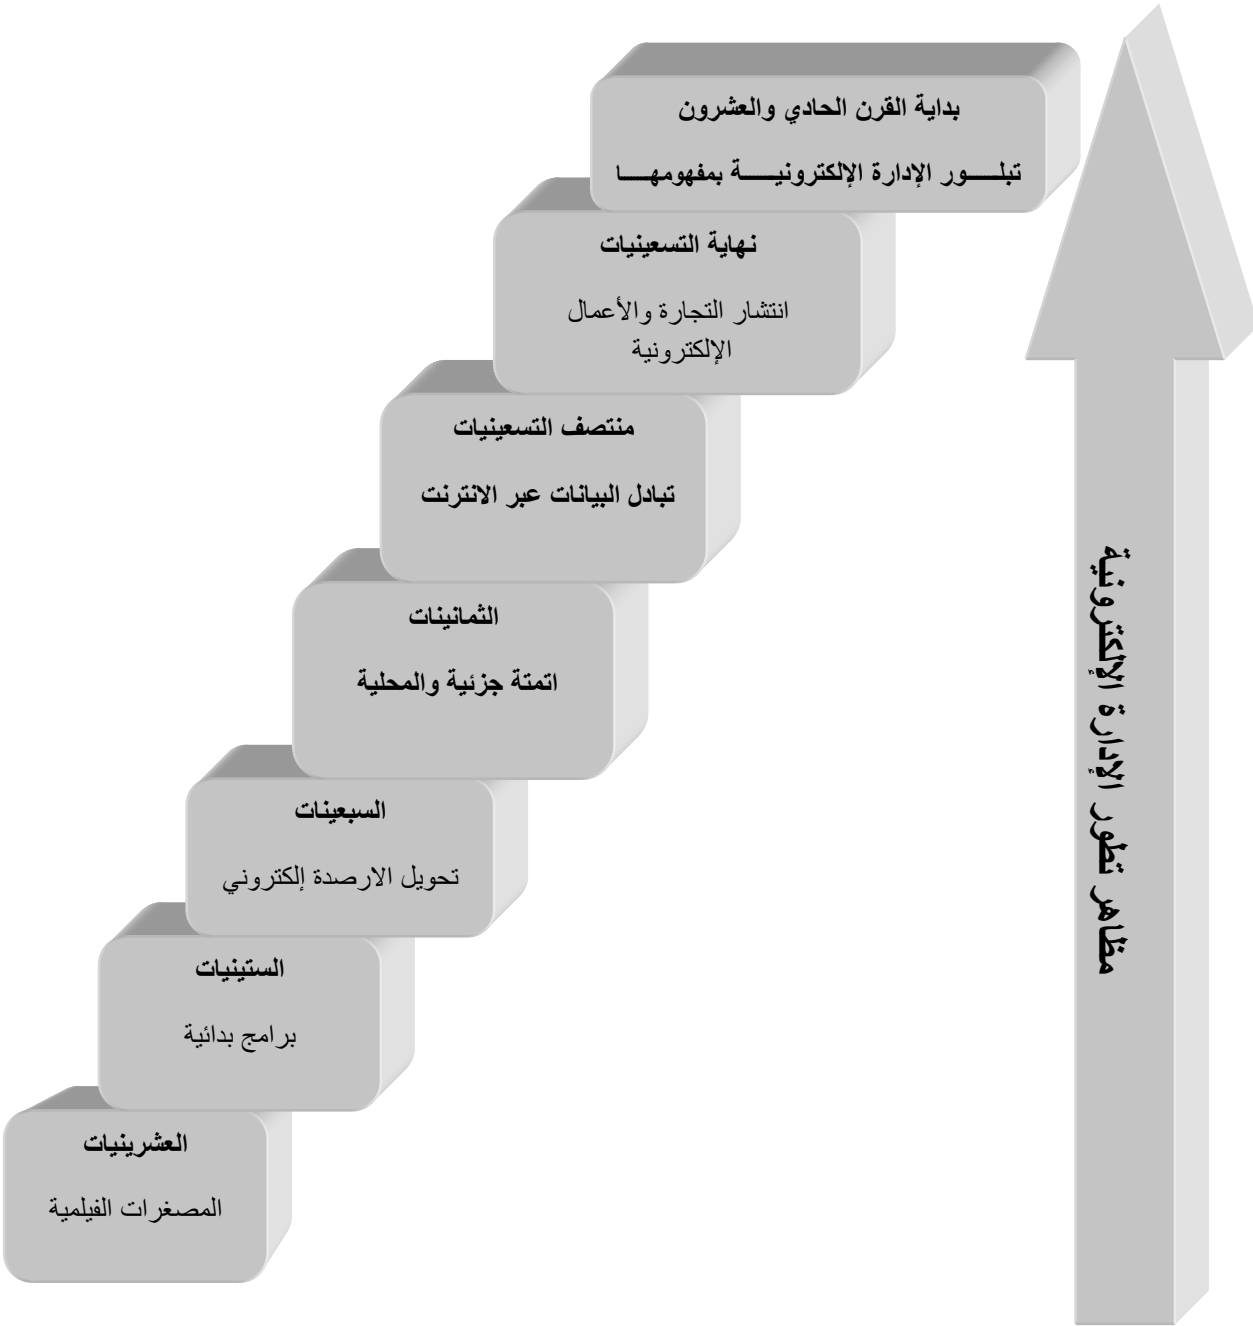 بداية القرن الحادي والعشرون
تبلـــور الإدارة الإلكترونيـــة بمفهومهـــا
نهاية التسعينيات
انتشار التجارة والأعمال
الإلكترونية
منتصف التسعينيات
تبادل البيانات عبر الانترنت
الثمانينات
اتمتة جزئية والمحلية
السبعينات
تحويل الارصدة إلكتروني
الستينيات
برامج بدائية
العشرينيات
المصغرات الفيلمية
مظاهر تطور الإدارة الإلكترونية